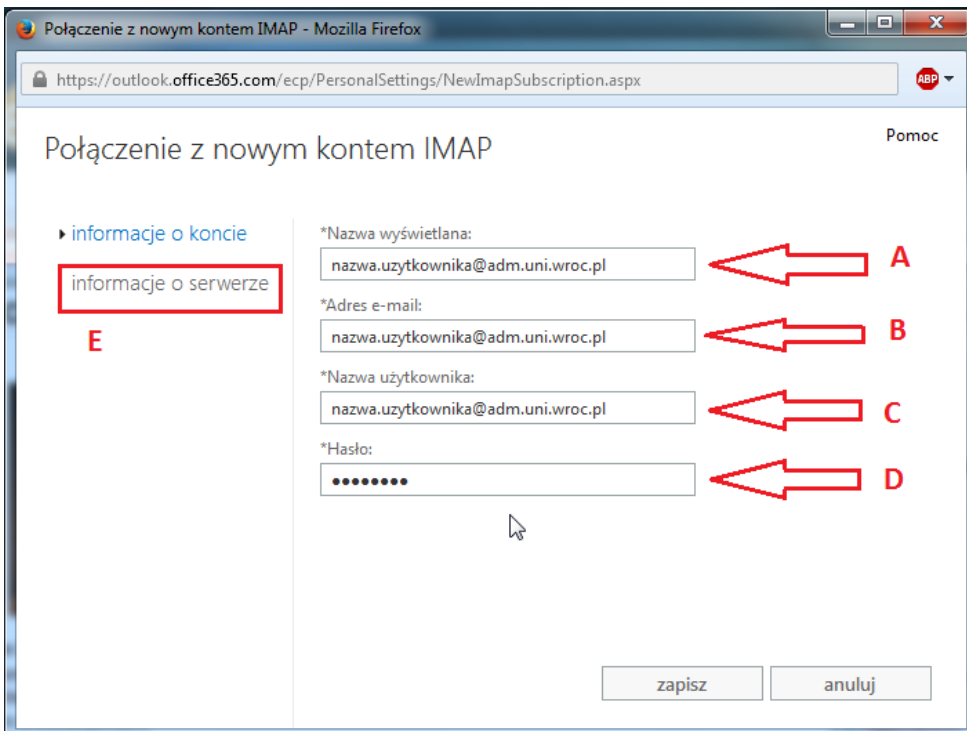 Połączenie z nowym kontem IMAP - Mozilla Firefox
https://outlook.office365.com/ecp/PersonalSettings/NewImapSubscription.aspx
ABP
Pomoc
Połączenie z nowym kontem IMAP
informacje o koncie
informacje o serwerze
E
*Nazwa wyświetlana:
nazwa.uzytkownika@adm.uni.wroc.pl
A
*Adres e-mail:
nazwa.uzytkownika@adm.uni.wroc.pl
B
*Nazwa użytkownika:
nazwa.uzytkownika@adm.uni.wroc.pl
C
*Hasło:
●●●●●●●●
D
zapisz
anuluj